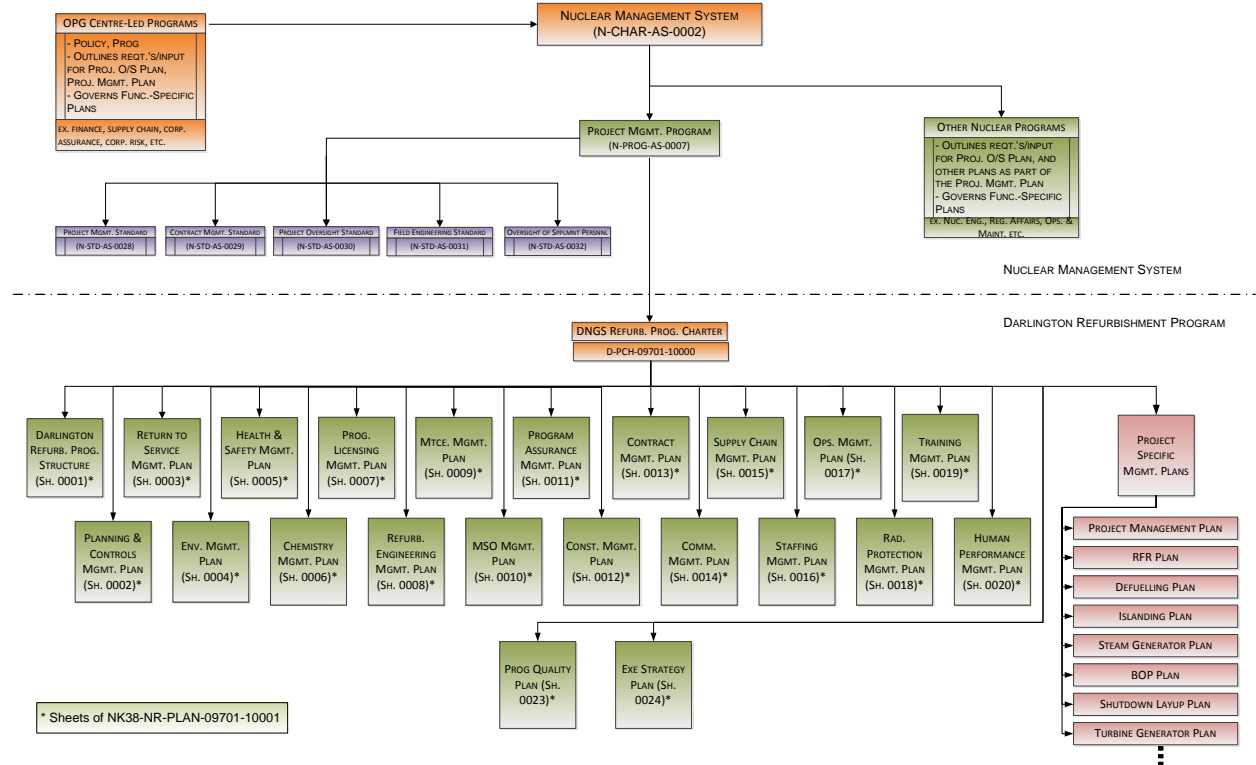 OPG CENTRE-LED PROGRAMS
- POLICY, PROG
- OUTLINES REQT.'S/INPUT
FOR PROJ. O/S PLAN,
PROJ. MGMT. PLAN
- GOVERNS FUNC.-SPECIFIC
PLANS
EX. FINANCE, SUPPLY CHAIN, CORP.
ASSURANCE, CORP. RISK, ETC.
NUCLEAR MANAGEMENT SYSTEM
(N-CHAR-AS-0002)
PROJECT MGMT. PROGRAM
(N-PROG-AS-0007)
OTHER NUCLEAR PROGRAMS
- OUTLINES REQT.'S/INPUT
FOR PROJ. O/S PLAN, AND
OTHER PLANS AS PART OF
THE PROJ. MGMT. PLAN
- GOVERNS FUNC.-SPECIFIC
PLANS
EX. NUC. ENG., REG. AFFAIRS, OPS. &
MAINT. ETC.
PROJECT MGMT. STANDARD
(N-STD-AS-0028)
CONTRACT MGMT. STANDARD
(N-STD-AS-0029)
PROJECT OVERSIGHT STANDARD
(N-STD-AS-0030)
FIELD ENGINEERING STANDARD
(N-STD-AS-0031)
OVERSIGHT OF SPPLMNT PERSNNL
(N-STD-AS-0032)
NUCLEAR MANAGEMENT SYSTEM
DARLINGTON REFURBISHMENT PROGRAM
DNGS REFURB. PROG. CHARTER
D-PCH-09701-10000
DARLINGTON
REFURB. PROG.
STRUCTURE
(SH. 0001)*
RETURN TO
SERVICE MGMT.
PLAN
(SH. 0003)*
HEALTH &
SAFETY MGMT.
PLAN
(SH. 0005)*
PROG.
LICENSING
MGMT. PLAN
(SH. 0007)*
MTCE. MGMT.
PLAN
(SH. 0009)*
PROGRAM
ASSURANCE
MGMT. PLAN
(SH. 0011)*
CONTRACT
MGMT. PLAN
(SH. 0013)*
SUPPLY CHAIN
MGMT. PLAN
(SH. 0015)*
OPS. MGMT.
PLAN (SH.
0017)*
TRAINING
MGMT. PLAN
(SH. 0019)*
PROJECT
SPECIFIC
MGMT. PLANS
PLANNING &
CONTROLS
MGMT. PLAN
(SH. 0002)*
ENV. MGMT.
PLAN
(SH. 0004)*
CHEMISTRY
MGMT. PLAN
(SH. 0006)*
REFURB.
ENGINEERING
MGMT. PLAN
(SH. 0008)*
MSO MGMT.
PLAN
(SH. 0010)*
CONST. MGMT.
PLAN
(SH. 0012)*
COMM.
MGMT. PLAN
(SH. 0014)*
STAFFING
MGMT. PLAN
(SH. 0016)*
RAD.
PROTECTION
MGMT. PLAN
(SH. 0018)*
HUMAN
PERFORMANCE
MGMT. PLAN
(SH. 0020)*
PROG QUALITY
PLAN (SH.
0023)*
EXE STRATEGY
PLAN (SH.
0024)*
PROJECT MANAGEMENT PLAN
RFR PLAN
DEFUELLING PLAN
ISLANDING PLAN
STEAM GENERATOR PLAN
BOP PLAN
SHUTDOWN LAYUP PLAN
TURBINE GENERATOR PLAN
* Sheets of NK38-NR-PLAN-09701-10001